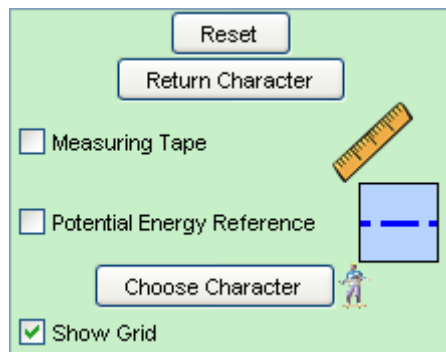 Reset
Return Character
Measuring Tape
Potential Energy Reference
Choose Character
Show Grid